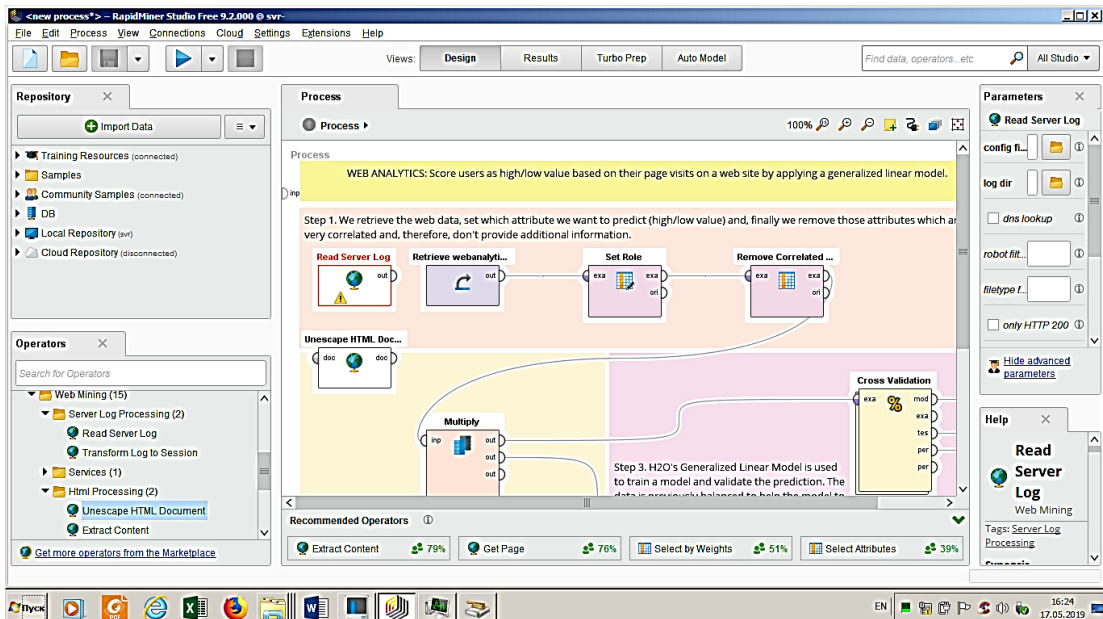 <new process*> – RapidMiner Studio Free 9.2.000 @ svr-
File Edit Process View Connections Cloud Settings Extensions Help
Views: Design Results Turbo Prep Auto Model
Find data, operators...etc
All Studio
Repository
Import Data
Training Resources (connected)
Samples
Community Samples (connected)
DB
Local Repository (svr)
Cloud Repository (disconnected)
Operators
Search for Operators
Web Mining (15)
Server Log Processing (2)
Read Server Log
Transform Log to Session
Services (1)
Html Processing (2)
Unescape HTML Document
Extract Content
Get more operators from the Marketplace
Process
Process
100%
Process
WEB ANALYTICS: Score users as high/low value based on their page visits on a web site by applying a generalized linear model.
inp
Step 1. We retrieve the web data, set which attribute we want to predict (high/low value) and, finally we remove those attributes which ar
very correlated and, therefore, don't provide additional information.
Read Server Log
out
Retrieve webanalyti...
out
Set Role
exa exa
ori
Remove Correlated ...
exa exa
ori
Unescape HTML Doc...
doc doc
Multiply
inp out
out
out
Cross Validation
exa % mod
exa
tes
per
per
Step 3. H2O's Generalized Linear Model is used
to train a model and validate the prediction. The
data is previously balanced to help the model to
Recommended Operators
Extract Content 79%
Get Page 76%
Select by Weights 51%
Select Attributes 39%
Parameters
Read Server Log
config fi...
log dir
dns lookup
robot filt...
filetype f...
only HTTP 200
Hide advanced
parameters
Help
Read
Server
Log
Web Mining
Tags: Server Log
Processing
Synopsis
Пуск
PDF
EN
16:24
17.05.2019